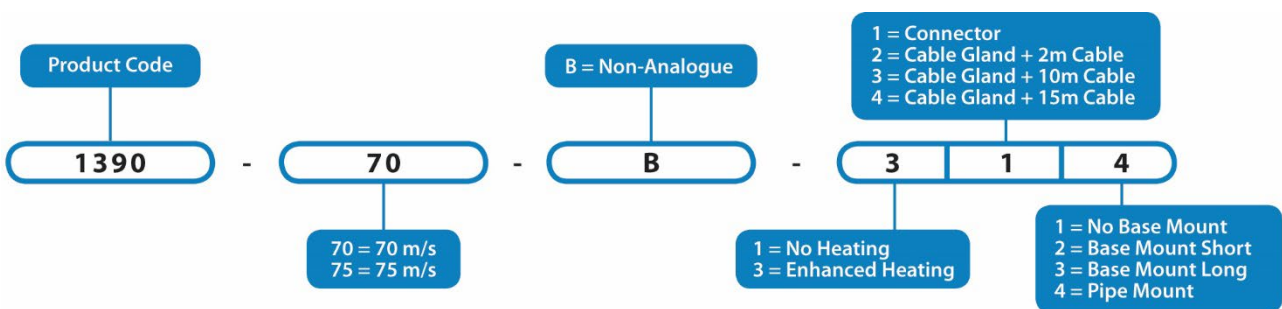 Product Code
B = Non-Analogue
1 = Connector
2 = Cable Gland + 2m Cable
3 = Cable Gland + 10m Cable
4 = Cable Gland + 15m Cable
1390 - 70 - B - 3 1 4
70 = 70 m/s
75 = 75 m/s
1 = No Heating
3 = Enhanced Heating
1 = No Base Mount
2 = Base Mount Short
3 = Base Mount Long
4 = Pipe Mount